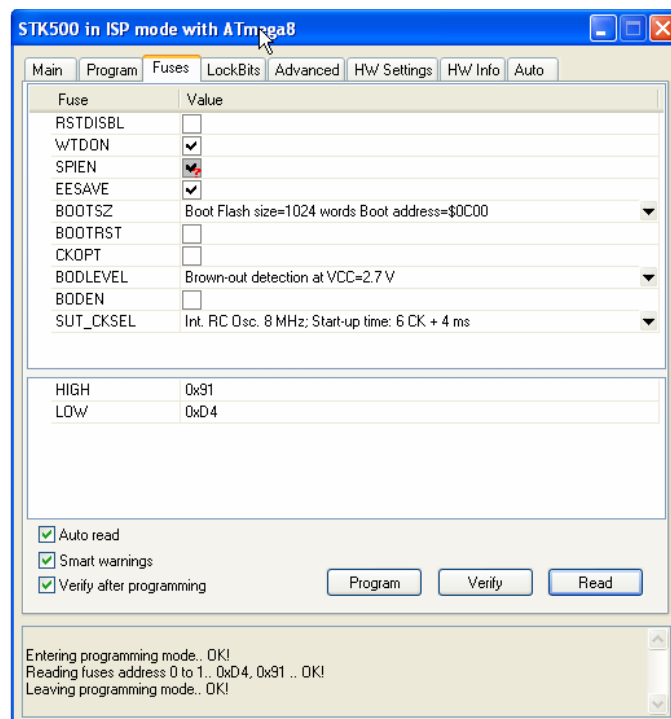 STK500 in ISP mode with ATmega8
Main Program Fuses LockBits Advanced HW Settings HW Info Auto
Fuse Value
RSTDISBL
WTDON
SPIEN
EESAVE
BOOTSZ Boot Flash size=1024 words Boot address=$0C00
BOOTRST
CKOPT
BODLEVEL Brown-out detection at VCC=2.7 V
BODEN
SUT_CKSEL Int. RC Osc. 8 MHz; Start-up time: 6 CK + 4 ms
HIGH 0x91
LOW 0xD4
Auto read
Smart warnings
Verify after programming
Program Verify Read
Entering programming mode.. OK!
Reading fuses address 0 to 1.. 0xD4, 0x91 .. OK!
Leaving programming mode.. OK!